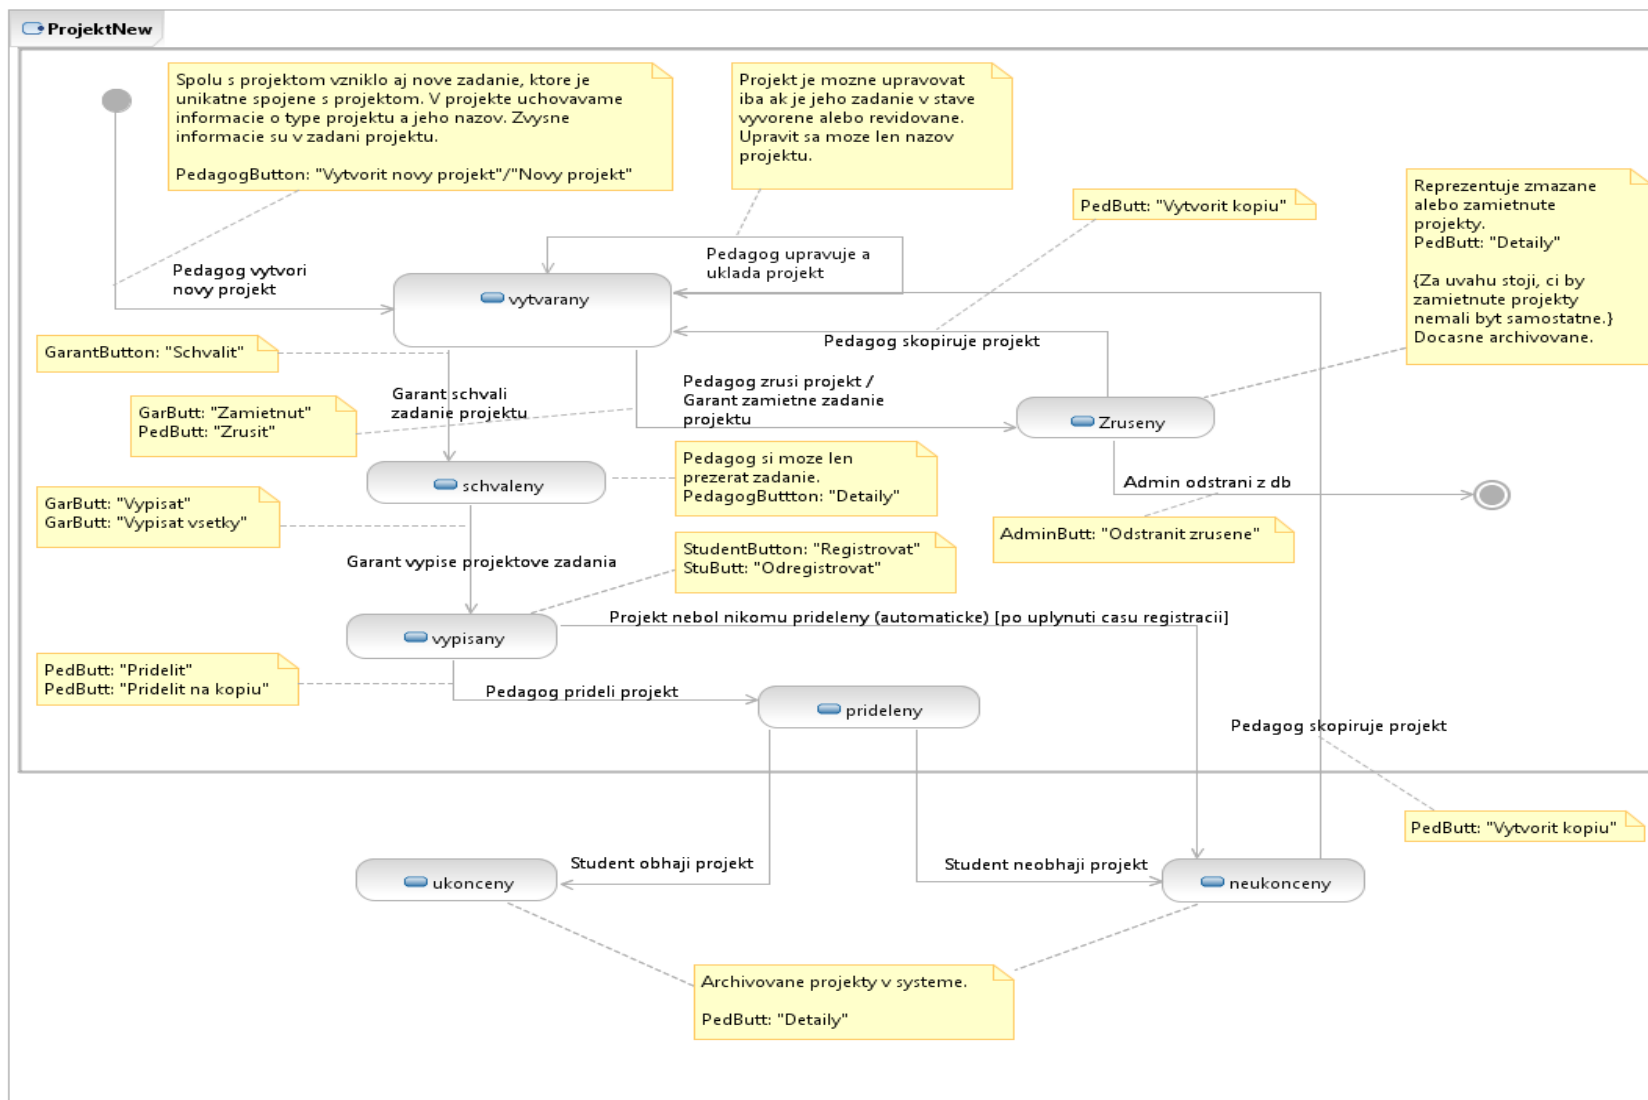 ProjektNew
Spolu s projektom vzniklo aj nove zadanie, ktore je
unikatne spojene s projektom. V projekte uchovavame
informacie o type projektu a jeho nazov. Zvysne
informacie su v zadani projektu.
PedagogButton: "Vytvorit novy projekt"/"Novy projekt"
Projekt je mozne upravovat
iba ak je jeho zadanie v stave
vyvorene alebo revidovane.
Upravit sa moze len nazov
projektu.
Reprezentuje zmazane
alebo zamietnute
projekty.
PedButt: "Detaily"
{Za uvahu stoji, ci by
zamietnute projekty
nemali byt samostatne.}
Docasne archivovane.
PedButt: "Vytvorit kopiu"
Pedagog vytvori
novy projekt
Pedagog upravuje a
uklada projekt
vytvarany
GarantButton: "Schvalit"
Pedagog skopiruje projekt
Garant schvali
zadanie projektu
Pedagog zrusi projekt /
Garant zamietne zadanie
projektu
GarButt: "Zamietnut"
PedButt: "Zrusit"
Zruseny
Pedagog si moze len
prezerat zadanie.
PedagogButtton: "Detaily"
schvaleny
Admin odstrani z db
GarButt: "Vypisat"
GarButt: "Vypisat vsetky"
AdminButt: "Odstranit zrusene"
StudentButton: "Registrovat"
StuButt: "Odregistrovat"
Garant vypise projektove zadania
Projekt nebol nikomu prideleny (automaticke) [po uplynuti casu registracii]
vypisany
PedButt: "Pridelit"
PedButt: "Pridelit na kopiu"
Pedagog prideli projekt
prideleny
Pedagog skopiruje projekt
PedButt: "Vytvorit kopiu"
Student obhaji projekt
Student neobhaji projekt
ukonceny
neukonceny
Archivovane projekty v systeme.
PedButt: "Detaily"